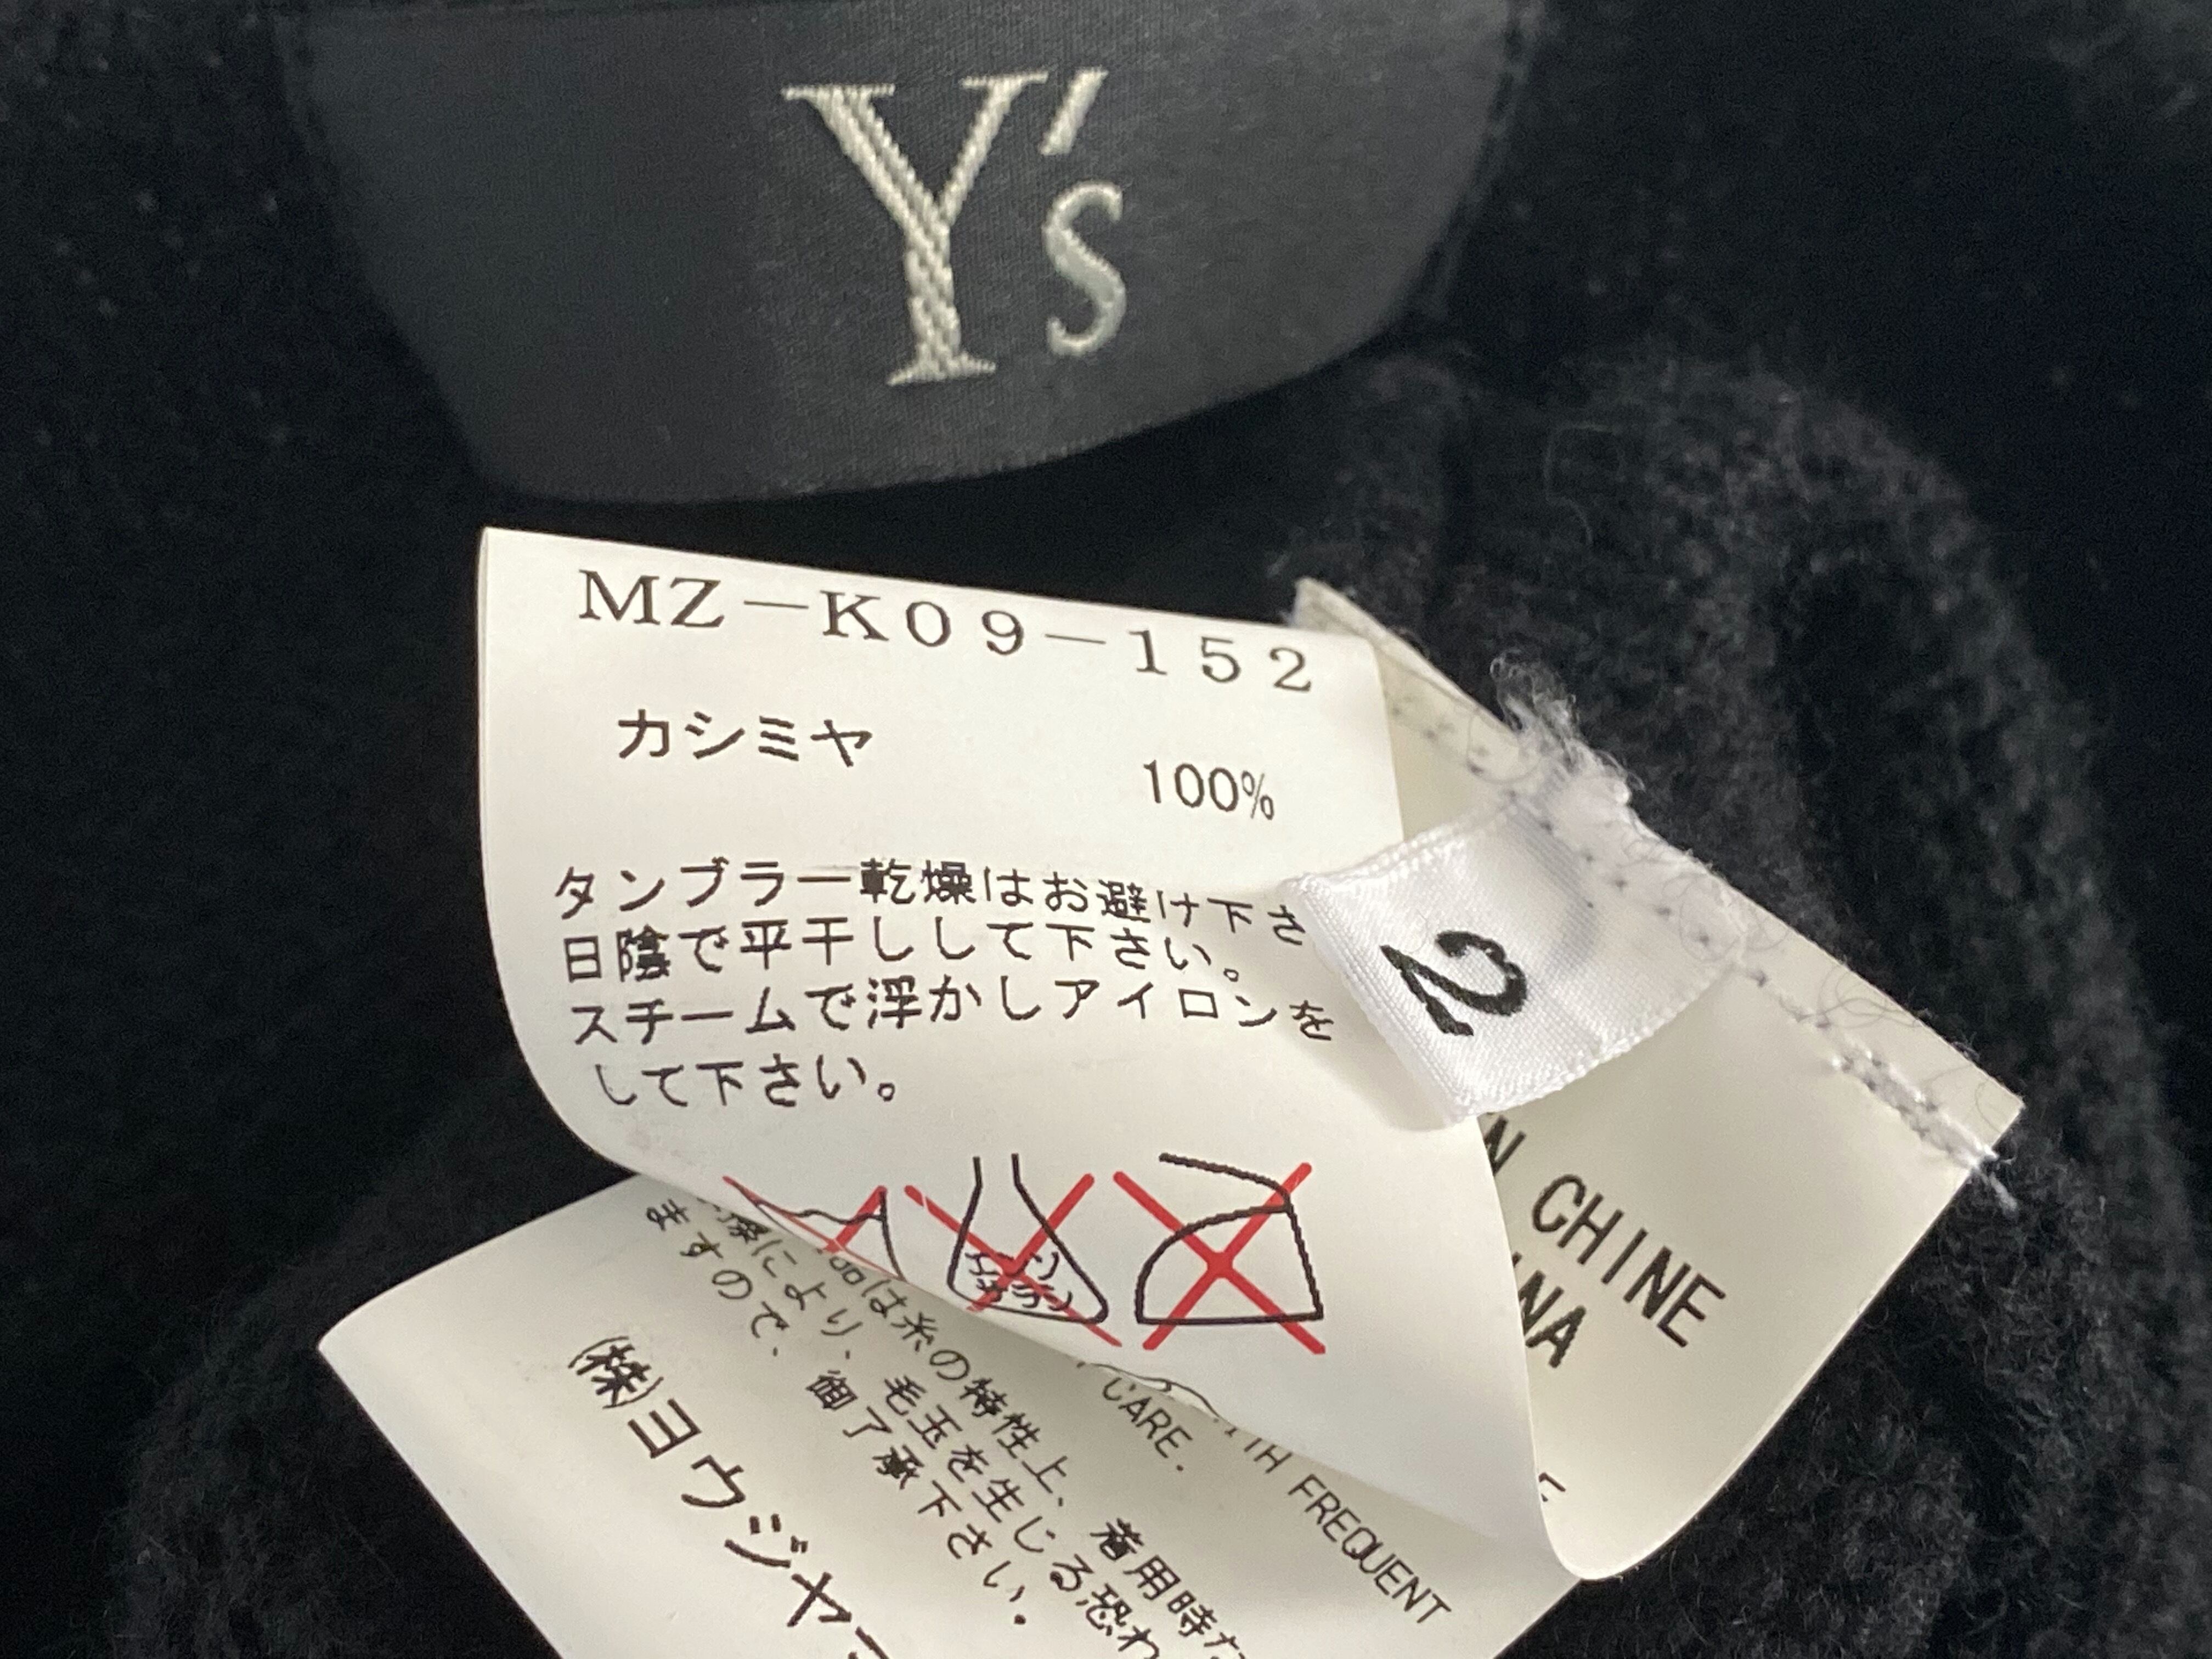 Y's
MZ-K09-152
カシミヤ
100%
タンブラー乾燥はお避け下さ
日陰で平干しして下さい。
スチームで浮かしアイロンを
して下さい。
2
CHINE
品は糸の特性上、着用時
により、毛玉を生じる恐わ
ますので、御了承下さい.
㈱ヨウジヤ
CARE.
FREQUENT